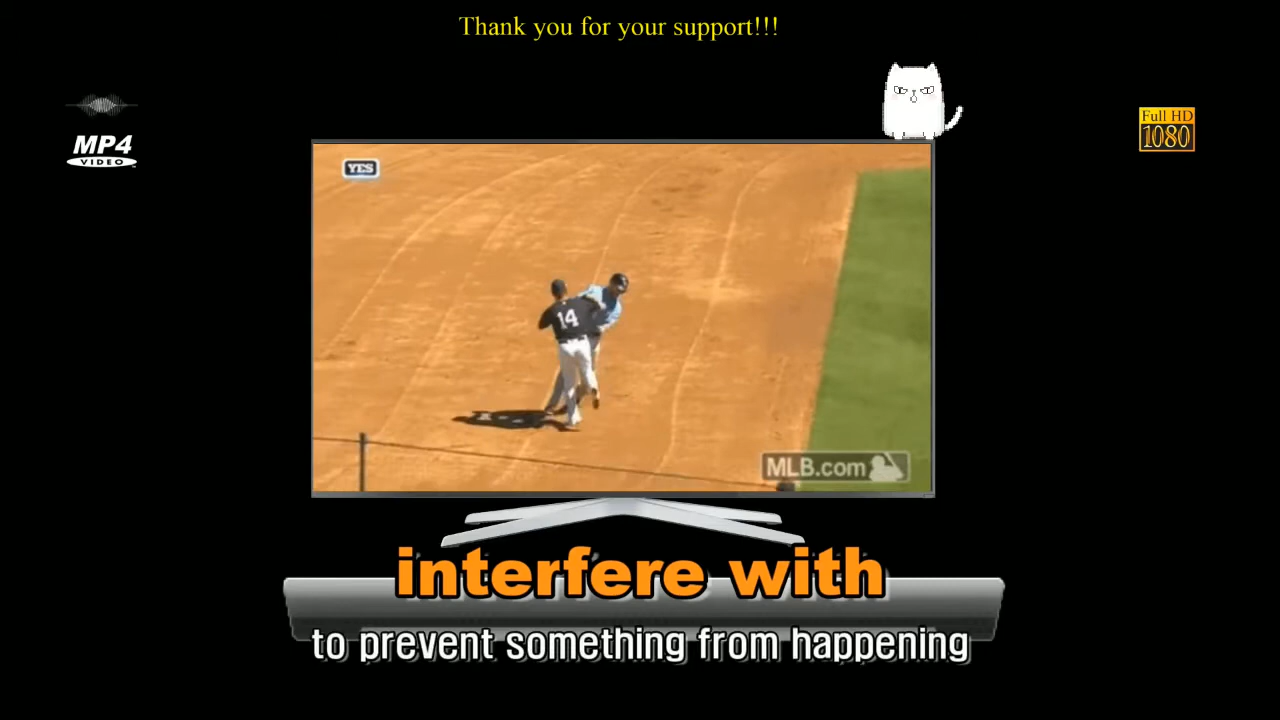 Thank you for your support!!!
MP4
VIDEO
Full HD
1080
YES
14
MLB.com
interfere with
to prevent something from happening